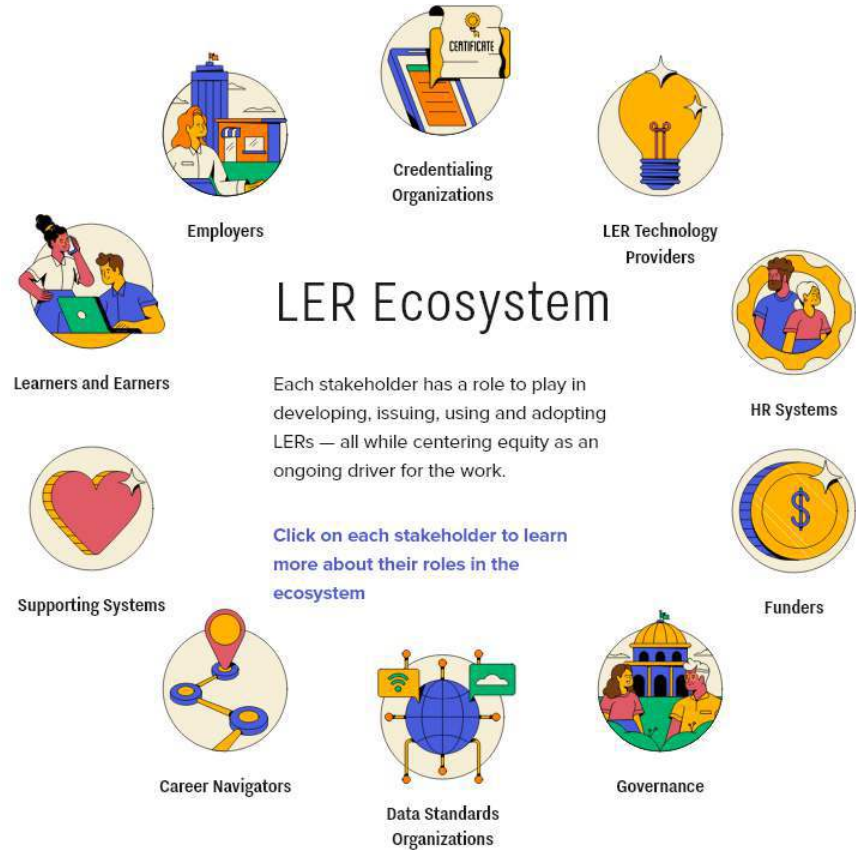 CERTIFICATE
Credentialing
Organizations
Employers
LER Technology
Providers
LER Ecosystem
Learners and Earners
Each stakeholder has a role to play in
developing, issuing, using and adopting
LERs — all while centering equity as an
ongoing driver for the work.
HR Systems
Click on each stakeholder to learn
more about their roles in the
ecosystem
$
Supporting Systems
Funders
Career Navigators
Governance
Data Standards
Organizations